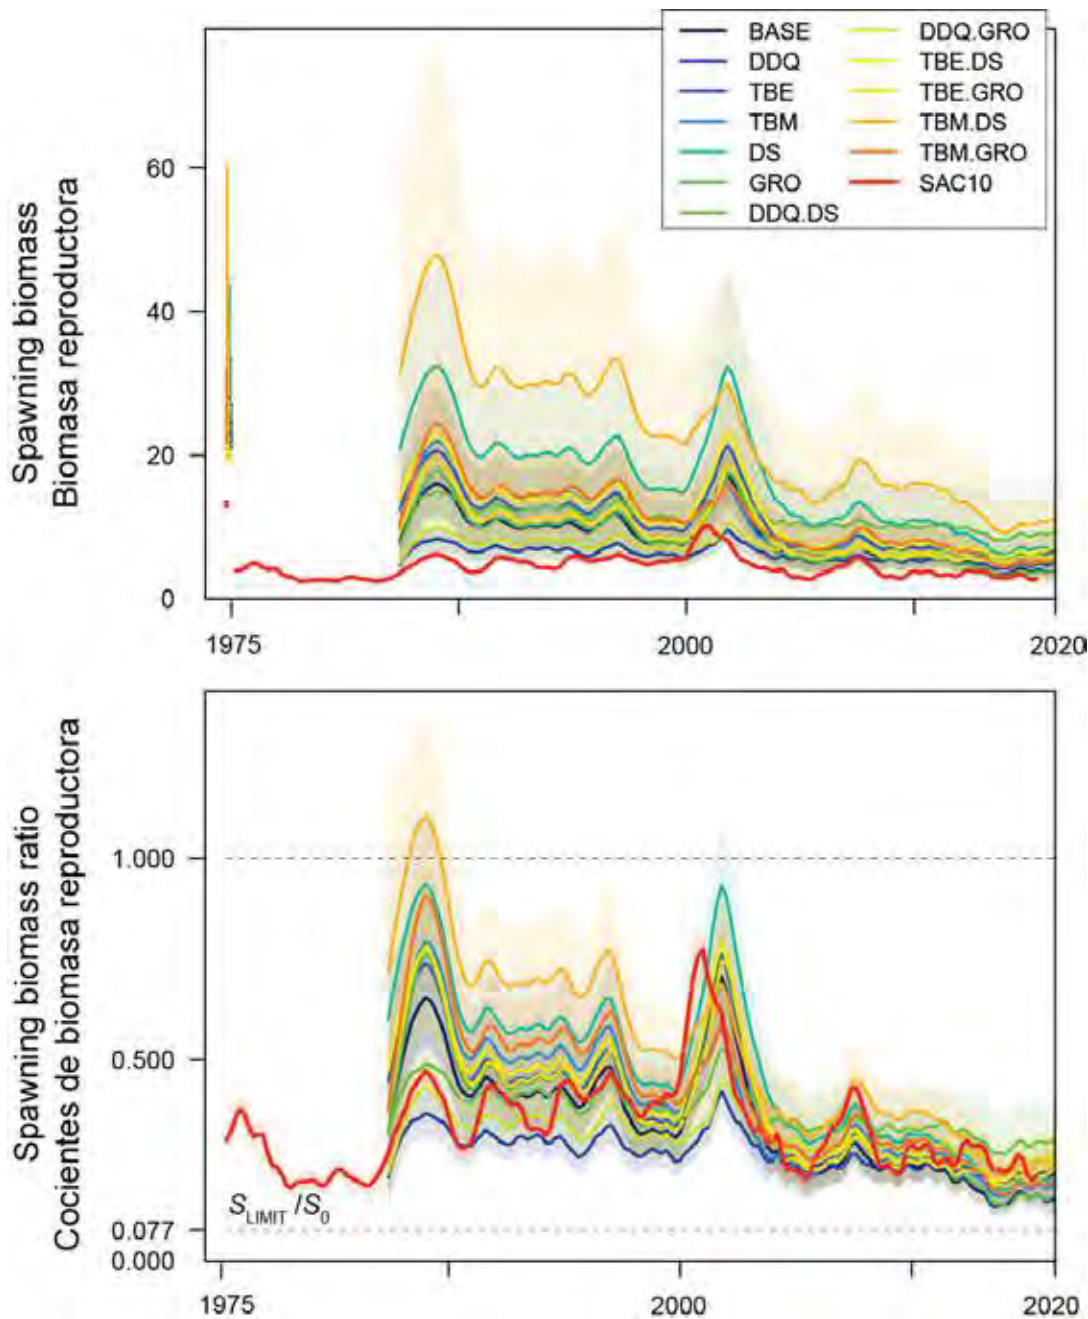 BASE
DDQ
TBE
TBM
DS
GRO
DDQ.DS
DDQ.GRO
TBE.DS
TBE.GRO
TBM.DS
TBM.GRO
SAC10
Spawning biomass
Biomasa reproductora
60
40
20
0
1975
2000
2020
Spawning biomass ratio
Cocientes de biomasa reproductora
1.000
0.500
0.077
0.000
S_LIMIT /S_0
1975
2000
2020